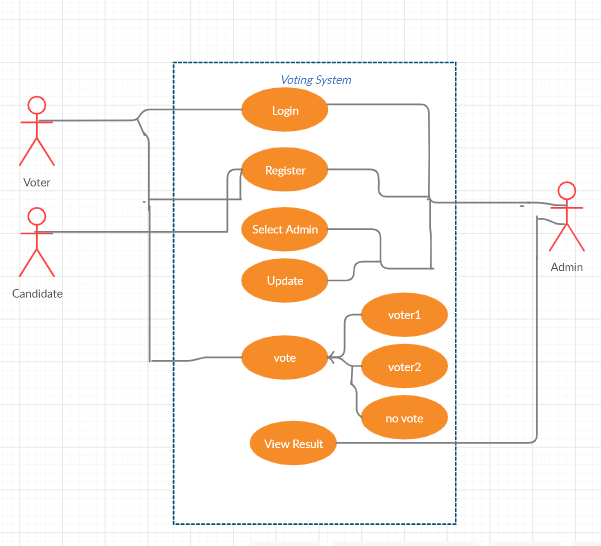 Voting System
Login
Voter
Register
Candidate
Select Admin
Update
Admin
voter1
vote
voter2
no vote
View Result